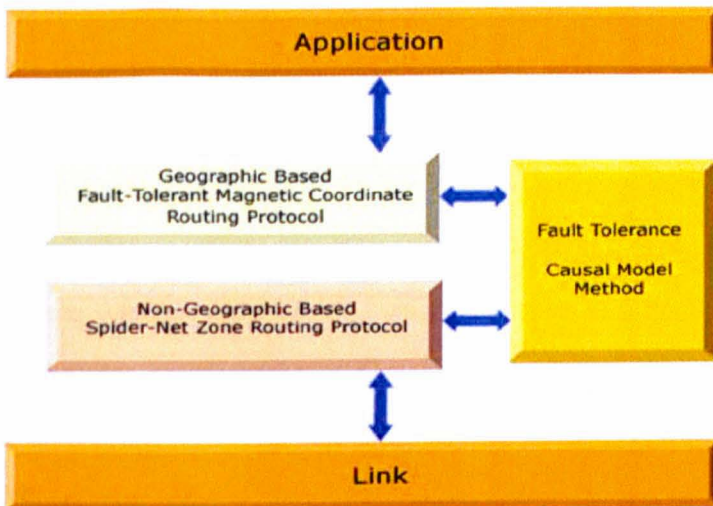 Application
Geographic Based
Fault-Tolerant Magnetic Coordinate
Routing Protocol
Fault Tolerance
Causal Model
Method
Non-Geographic Based
Spider-Net Zone Routing Protocol
Link